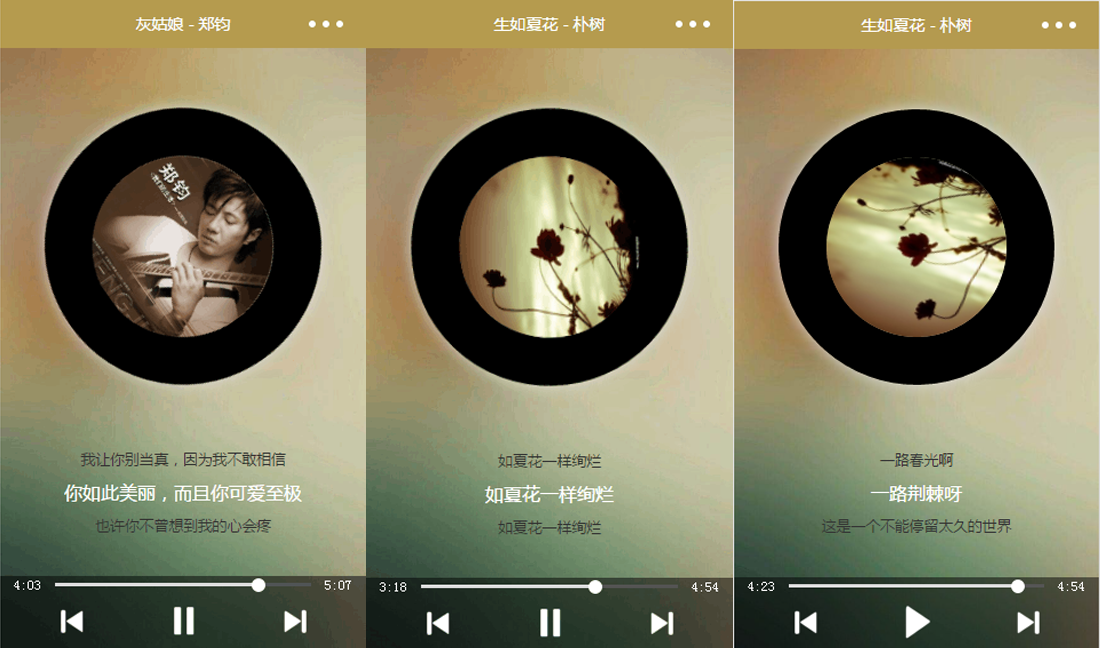 灰姑娘 - 郑钧
郑钧
我让你别当真，因为我不敢相信
你如此美丽，而且你可爱至极
也许你不曾想到我的心会疼
4:03
5:07
生如夏花 - 朴树
如夏花一样绚烂
如夏花一样绚烂
如夏花一样绚烂
3:18
4:54
生如夏花 - 朴树
一路春光啊
一路荆棘呀
这是一个不能停留太久的世界
4:23
4:54